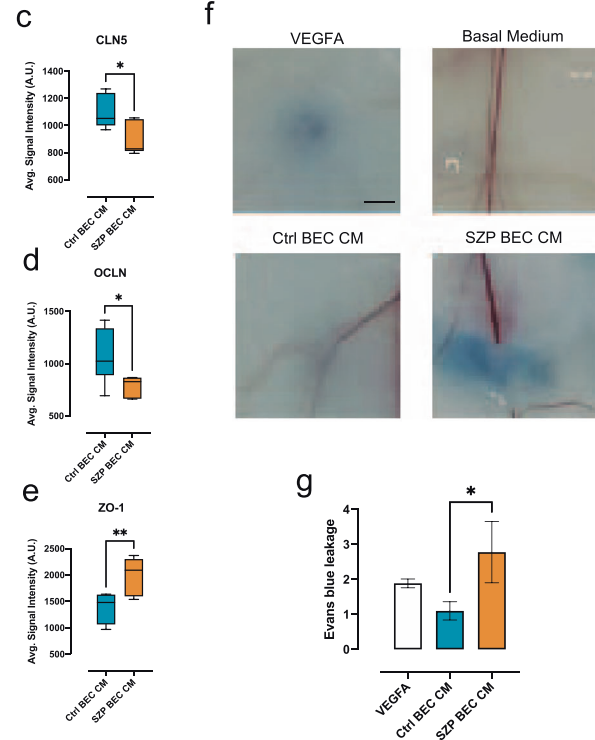 c
CLN5
Avg. Signal Intensity (A.U.)
1400
1200
1000
800
600
*
Ctrl BEC CM
SZP BEC CM
d
OCLN
Avg. Signal Intensity (A.U.)
1500
1000
500
*
Ctrl BEC CM
SZP BEC CM
e
ZO-1
Avg. Signal Intensity (A.U.)
2500
2000
1500
1000
500
**
Ctrl BEC CM
SZP BEC CM
f
VEGFA
Basal Medium
Ctrl BEC CM
SZP BEC CM
g
Evans blue leakage
4
3
2
1
0
*
VEGFA
Ctrl BEC CM
SZP BEC CM